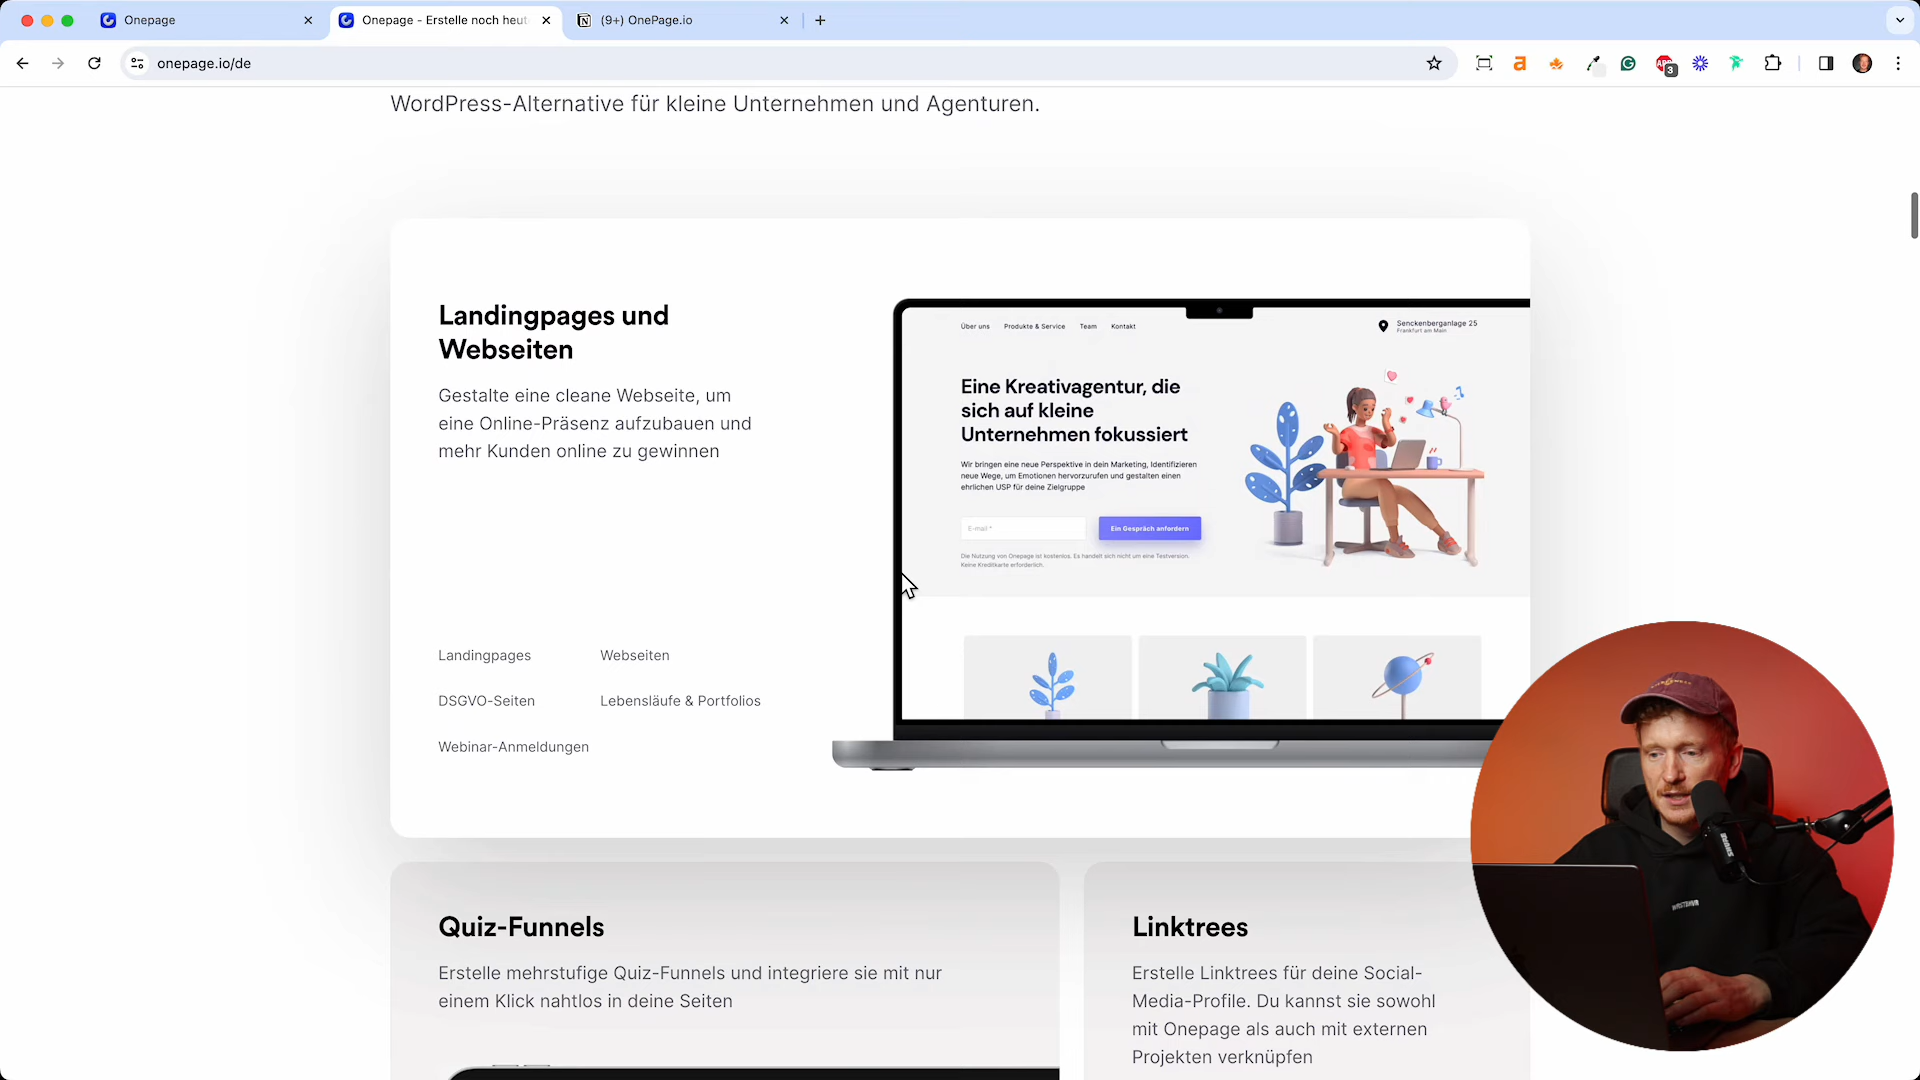 Onepage
Onepage - Erstelle noch heut
(9+) OnePage.io
onepage.io/de
3
WordPress-Alternative für kleine Unternehmen und Agenturen.
Landingpages und
Webseiten
Gestalte eine cleane Webseite, um
eine Online-Präsenz aufzubauen und
mehr Kunden online zu gewinnen
Landingpages
Webseiten
DSGVO-Seiten
Lebensläufe & Portfolios
Webinar-Anmeldungen
Über uns
Produkte & Service
Team
Kontakt
Senckenberganlage 25
Frankfurt am Main
Eine Kreativagentur, die
sich auf kleine
Unternehmen fokussiert
Wir bringen eine neue Perspektive in dein Marketing, Identifizieren
neue Wege, um Emotionen hervorzurufen und gestalten einen
ehrlichen USP für deine Zielgruppe
E-mail *
Ein Gespräch anfordern
Die Nutzung von Onepage ist kostenlos. Es handelt sich nicht um eine Testversion.
Keine Kreditkarte erforderlich.
Quiz-Funnels
Erstelle mehrstufige Quiz-Funnels und integriere sie mit nur
einem Klick nahtlos in deine Seiten
Linktrees
Erstelle Linktrees für deine Social-
Media-Profile. Du kannst sie sowohl
mit Onepage als auch mit externen
Projekten verknüpfen
SHURE